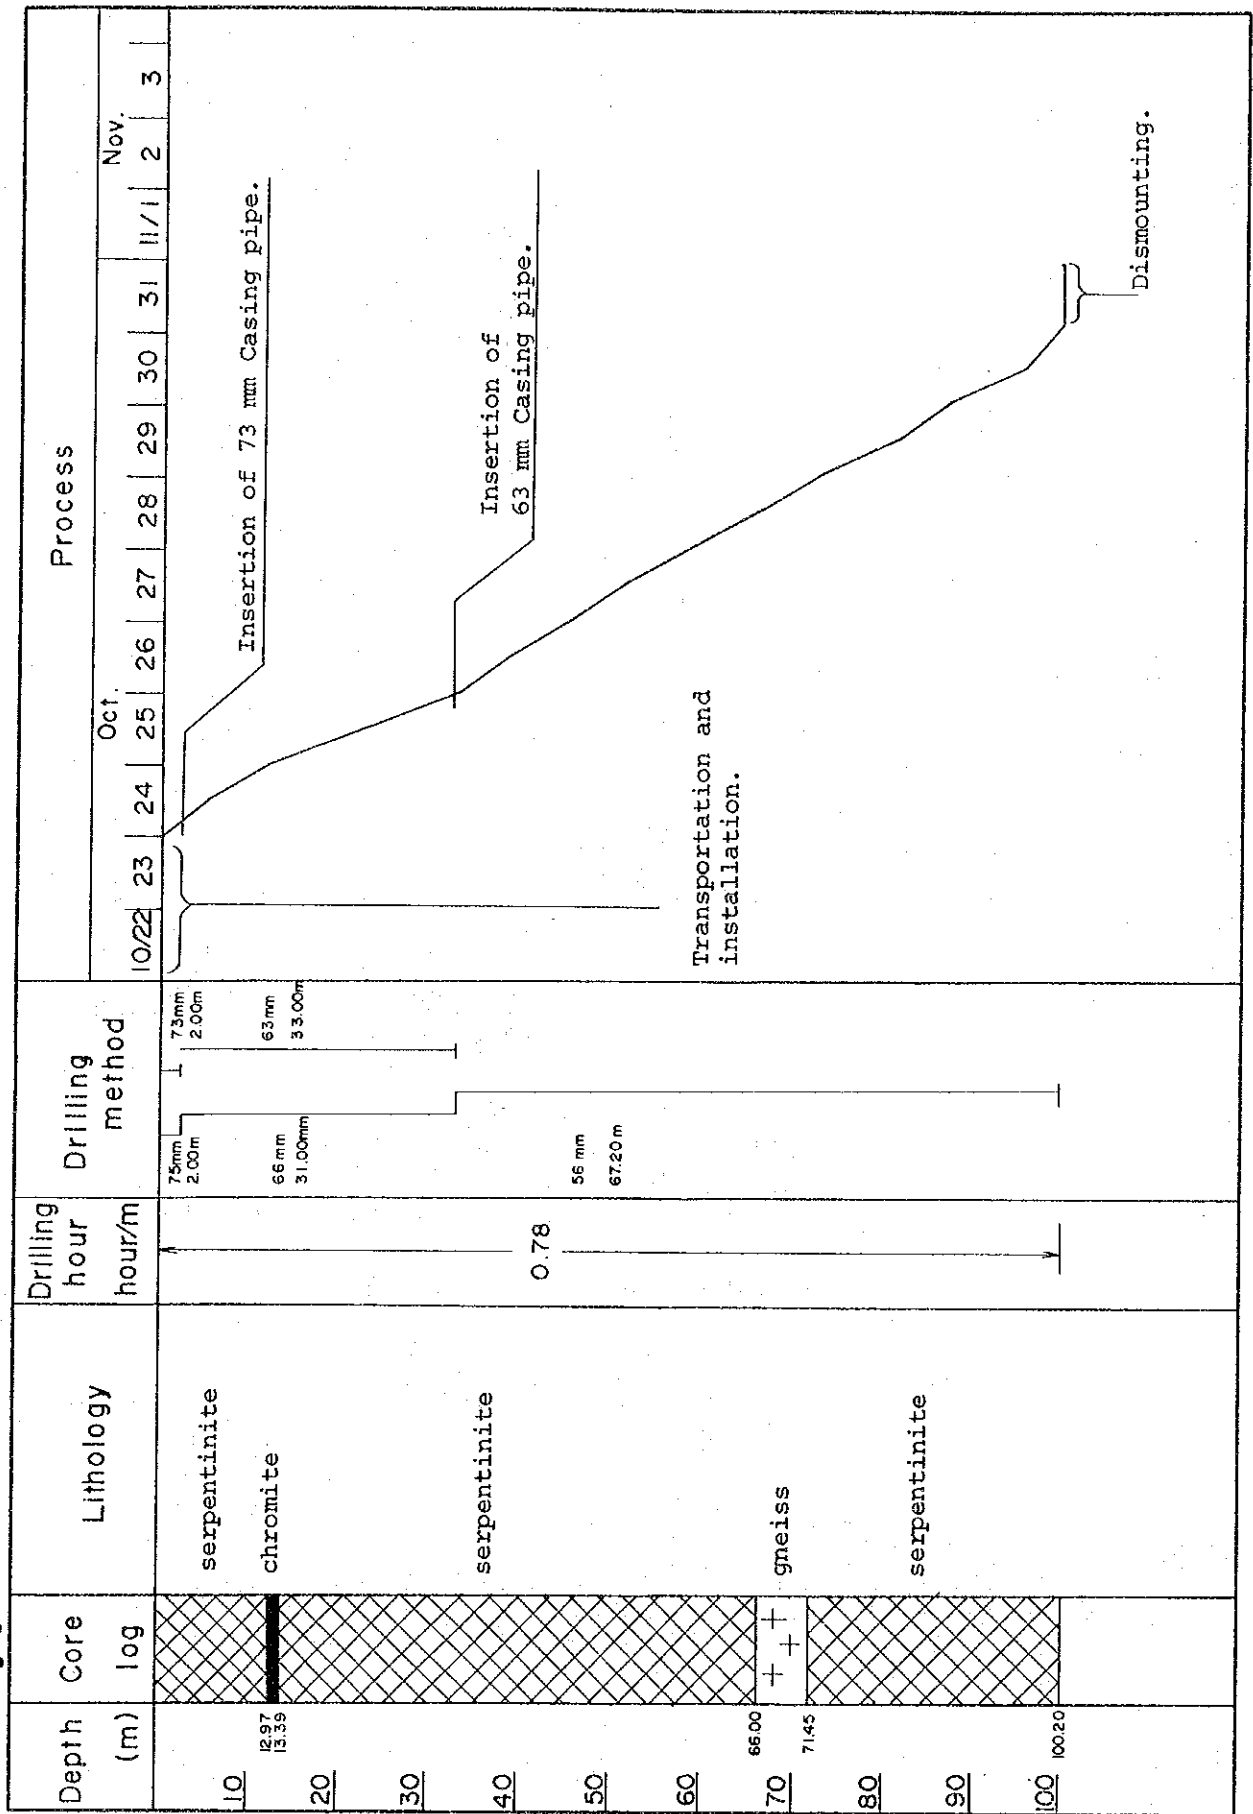 Depth
(m)
Core
log
Lithology
Drilling
hour
hour/m
Drilling
method
Process
Oct.
Nov.
10/22
23
24
25
26
27
28
29
30
31
11/1
2
3
10
20
30
40
50
60
70
80
90
100
12.97
13.39
66.00
71.45
100.20
serpentinite
chromite
serpentinite
gneiss
serpentinite
0.78
75mm
2.00m
66mm
31.00mm
56 mm
67.20 m
73mm
2.00m
63mm
33.00m
Transportation and
installation.
Insertion of 73 mm Casing pipe.
Insertion of
63 mm Casing pipe.
Dismounting.